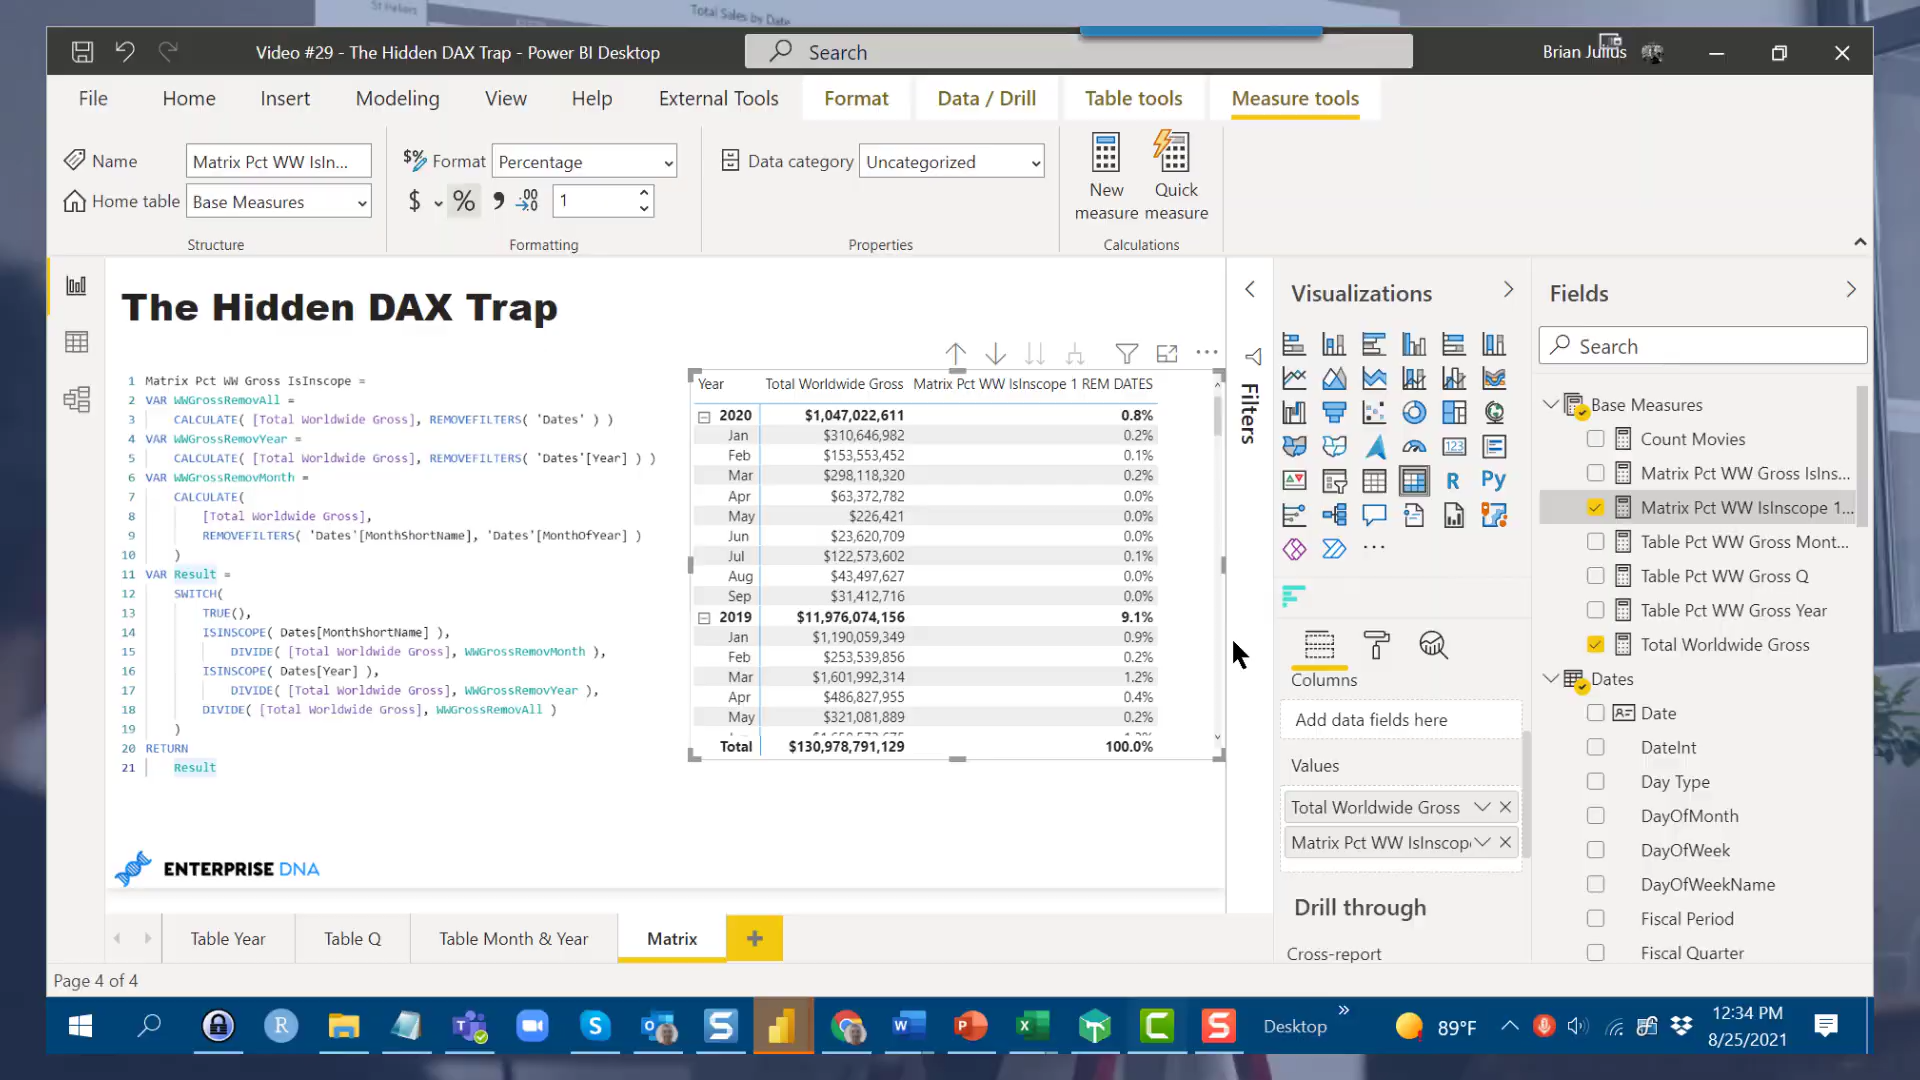 St Heliers
Total Sales by Date
Video #29 - The Hidden DAX Trap - Power BI Desktop
Search
Brian Julius
File
Home
Insert
Modeling
View
Help
External Tools
Format
Data / Drill
Table tools
Measure tools
Name
Matrix Pct WW IsIn...
Format
Percentage
Data category
Uncategorized
Home table
Base Measures
$
%
1
New measure
Quick measure
Structure
Formatting
Properties
Calculations
The Hidden DAX Trap
1 Matrix Pct WW Gross IsInscope =
2 VAR WWGrossRemovAll =
3 CALCULATE( [Total Worldwide Gross], REMOVEFILTERS( 'Dates' ) )
4 VAR WWGrossRemovYear =
5 CALCULATE( [Total Worldwide Gross], REMOVEFILTERS( 'Dates'[Year] ) )
6 VAR WWGrossRemovMonth =
7 CALCULATE(
8 [Total Worldwide Gross],
9 REMOVEFILTERS( 'Dates'[MonthShortName], 'Dates'[MonthOfYear] )
10 )
11 VAR Result =
12 SWITCH(
13 TRUE(),
14 ISINSCOPE( Dates[MonthShortName] ),
15 DIVIDE( [Total Worldwide Gross], WWGrossRemovMonth ),
16 ISINSCOPE( Dates[Year] ),
17 DIVIDE( [Total Worldwide Gross], WWGrossRemovYear ),
18 DIVIDE( [Total Worldwide Gross], WWGrossRemovAll )
19 )
20 RETURN
21 Result
Year Total Worldwide Gross Matrix Pct WW IsInscope 1 REM DATES
2020 $1,047,022,611 0.8%
Jan $310,646,982 0.2%
Feb $153,553,452 0.1%
Mar $298,118,320 0.2%
Apr $63,372,782 0.0%
May $226,421 0.0%
Jun $23,620,709 0.0%
Jul $122,573,602 0.1%
Aug $43,497,627 0.0%
Sep $31,412,716 0.0%
2019 $11,976,074,156 9.1%
Jan $1,190,059,349 0.9%
Feb $253,539,856 0.2%
Mar $1,601,992,314 1.2%
Apr $486,827,955 0.4%
May $321,081,889 0.2%
Total $130,978,791,129 100.0%
ENTERPRISE DNA
Filters
Visualizations
123
R
Py
Columns
Add data fields here
Values
Total Worldwide Gross
Matrix Pct WW IsInscope
Drill through
Cross-report
Fields
Search
Base Measures
Count Movies
Matrix Pct WW Gross IsIns...
Matrix Pct WW IsInscope 1...
Table Pct WW Gross Mont...
Table Pct WW Gross Q
Table Pct WW Gross Year
Total Worldwide Gross
Dates
Date
DateInt
Day Type
DayOfMonth
DayOfWeek
DayOfWeekName
Fiscal Period
Fiscal Quarter
Table Year
Table Q
Table Month & Year
Matrix
Page 4 of 4
Desktop
89°F
12:34 PM
8/25/2021